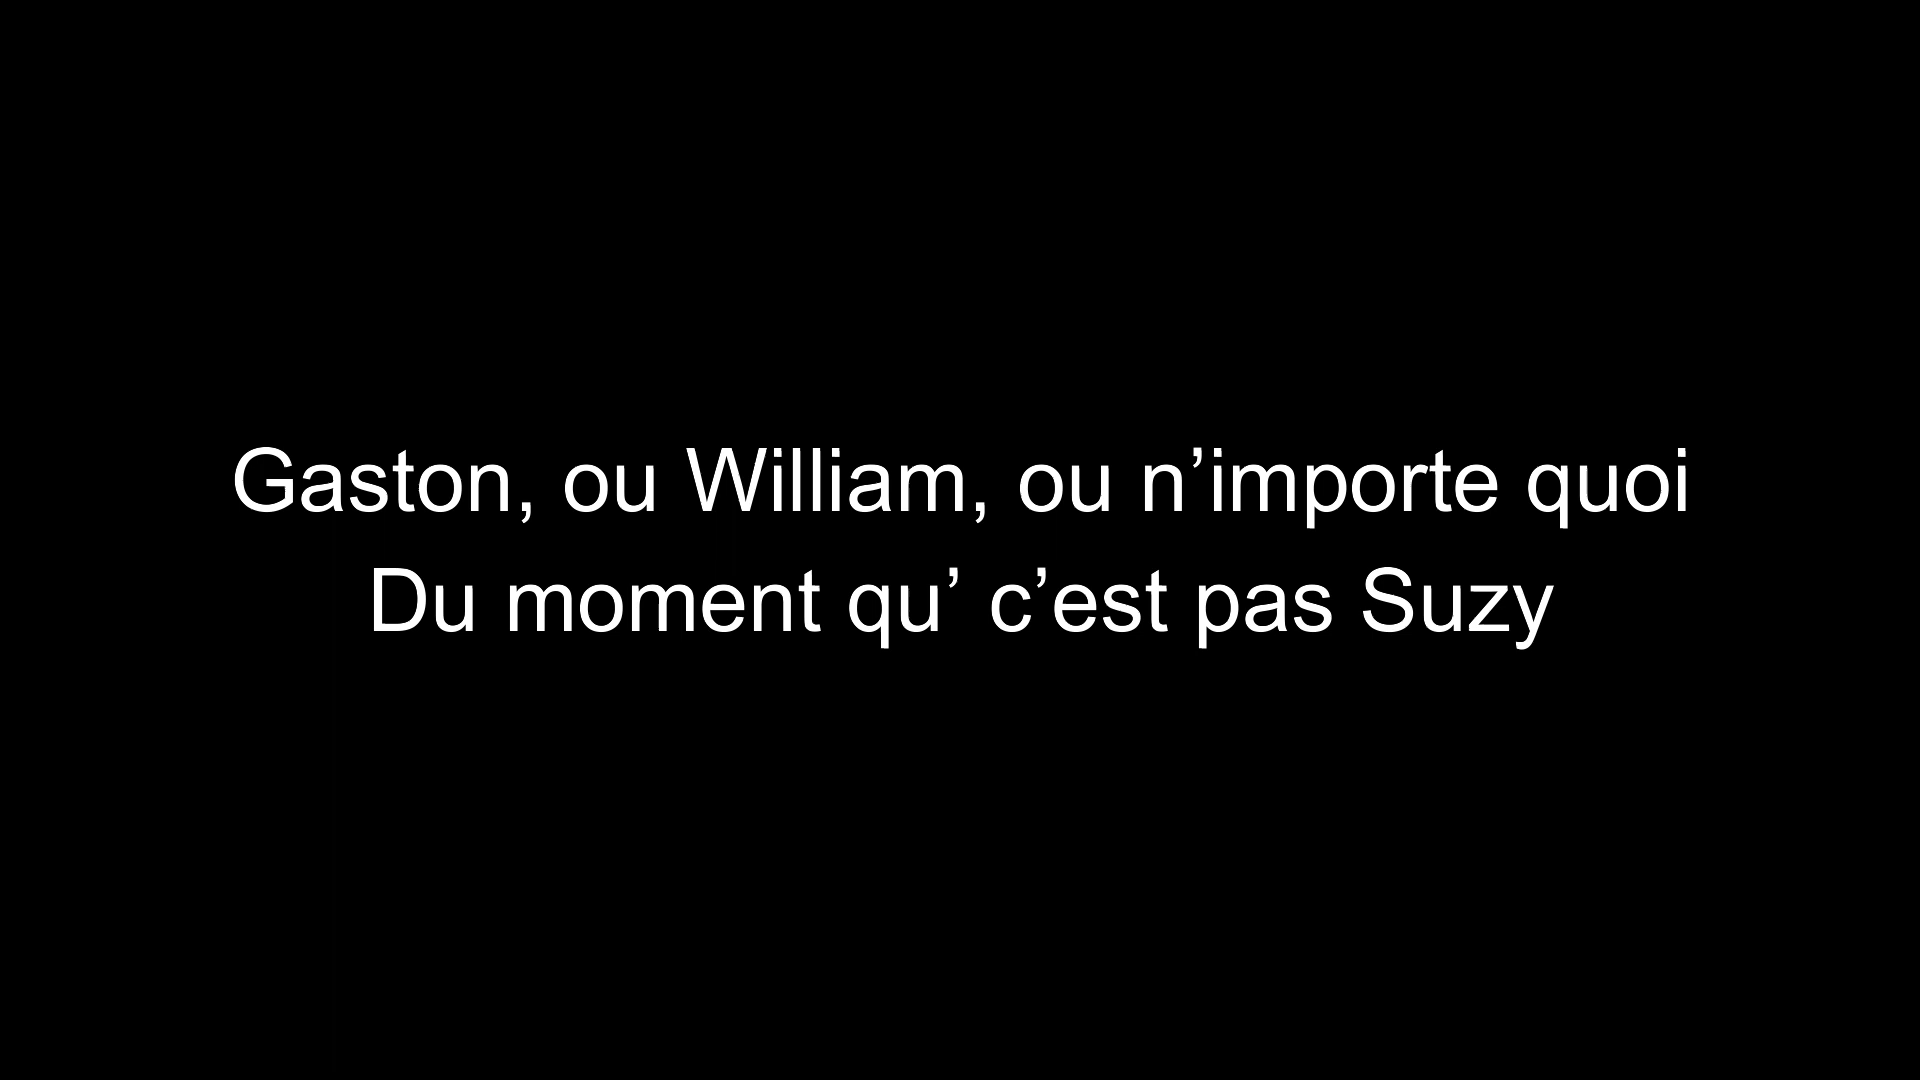 Gaston, ou William, ou n’importe quoi
Du moment qu’ c’est pas Suzy